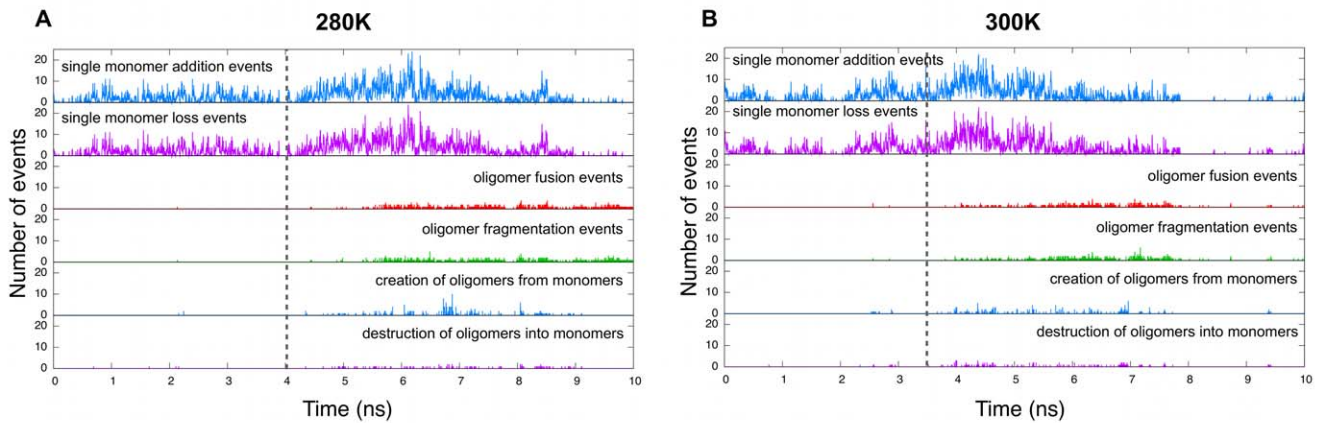 A
280K
Number of events
20
10
0
single monomer addition events
20
10
0
single monomer loss events
20
10
0
oligomer fusion events
20
10
0
oligomer fragmentation events
20
10
0
creation of oligomers from monomers
20
10
0
destruction of oligomers into monomers
0 1 2 3 4 5 6 7 8 9 10
Time (ns)
B
300K
Number of events
20
10
0
single monomer addition events
20
10
0
single monomer loss events
20
10
0
oligomer fusion events
20
10
0
oligomer fragmentation events
20
10
0
creation of oligomers from monomers
20
10
0
destruction of oligomers into monomers
0 1 2 3 4 5 6 7 8 9 10
Time (ns)